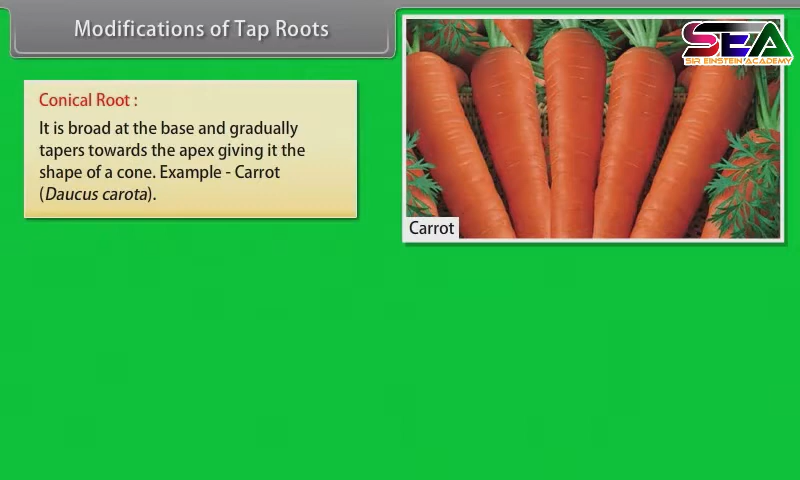 Modifications of Tap Roots
SEA
SIR EINSTEIN ACADEMY
Conical Root :
It is broad at the base and gradually
tapers towards the apex giving it the
shape of a cone. Example - Carrot
(Daucus carota).
Carrot